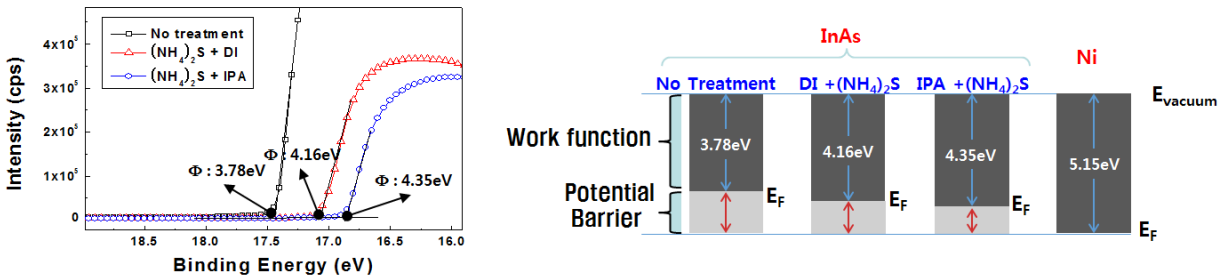 No treatment
(NH₄)₂S + DI
(NH₄)₂S + IPA
4x10⁵
3x10⁵
2x10⁵
1x10⁵
0
Intensity (cps)
Φ : 3.78eV
Φ : 4.16eV
Φ : 4.35eV
18.5 18.0 17.5 17.0 16.5 16.0
Binding Energy (eV)
InAs
Ni
No Treatment DI +(NH₄)₂S IPA +(NH₄)₂S
E vacuum
Work function
3.78eV
4.16eV
4.35eV
5.15eV
Potential
Barrier
E_F
E_F
E_F
E_F